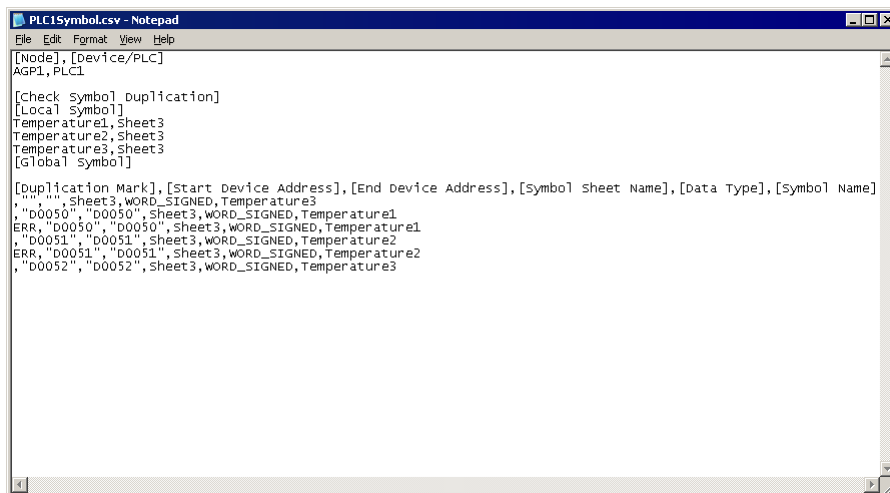 PLC1Symbol.csv - Notepad
File Edit Format View Help
[Node],[Device/PLC]
AGP1,PLC1
[Check Symbol Duplication]
[Local Symbol]
Temperature1,Sheet3
Temperature2,Sheet3
Temperature3,Sheet3
[Global Symbol]
[Duplication Mark],[Start Device Address],[End Device Address],[Symbol Sheet Name],[Data Type],[Symbol Name]
,"","",Sheet3,WORD_SIGNED,Temperature3
,"D0050","D0050",Sheet3,WORD_SIGNED,Temperature1
ERR,"D0050","D0050",Sheet3,WORD_SIGNED,Temperature1
,"D0051","D0051",Sheet3,WORD_SIGNED,Temperature2
ERR,"D0051","D0051",Sheet3,WORD_SIGNED,Temperature2
,"D0052","D0052",Sheet3,WORD_SIGNED,Temperature3